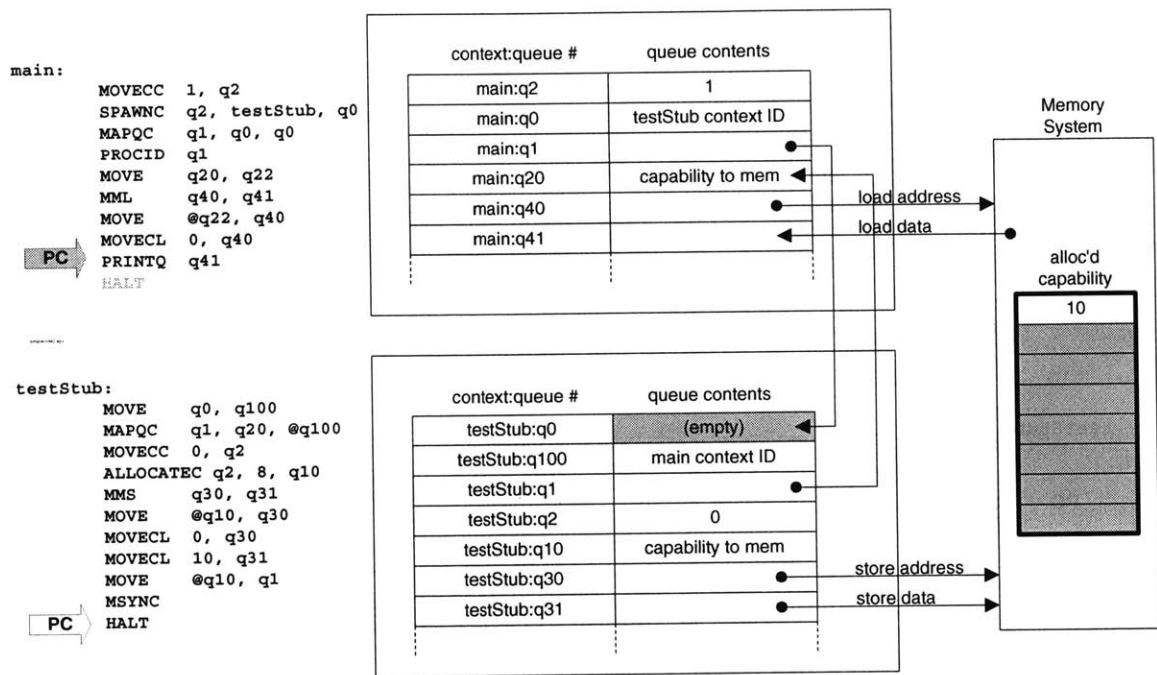 main:
MOVECC 1, q2
SPAWNC q2, testStub, q0
MAPQC q1, q0, q0
PROCID q1
MOVE q20, q22
MML q40, q41
MOVE @q22, q40
MOVECL 0, q40
PC PRINTQ q41
HALT
context:queue # queue contents
main:q2 1
main:q0 testStub context ID
main:q1
main:q20 capability to mem
main:q40
main:q41
load address
load data
Memory
System
alloc'd
capability
10
testStub:
MOVE q0, q100
MAPQC q1, q20, @q100
MOVECC 0, q2
ALLOCATEC q2, 8, q10
MMS q30, q31
MOVE @q10, q30
MOVECL 0, q30
MOVECL 10, q31
MOVE @q10, q1
MSYNC
PC HALT
context:queue # queue contents
testStub:q0 (empty)
testStub:q100 main context ID
testStub:q1
testStub:q2 0
testStub:q10 capability to mem
testStub:q30
testStub:q31
store address
store data